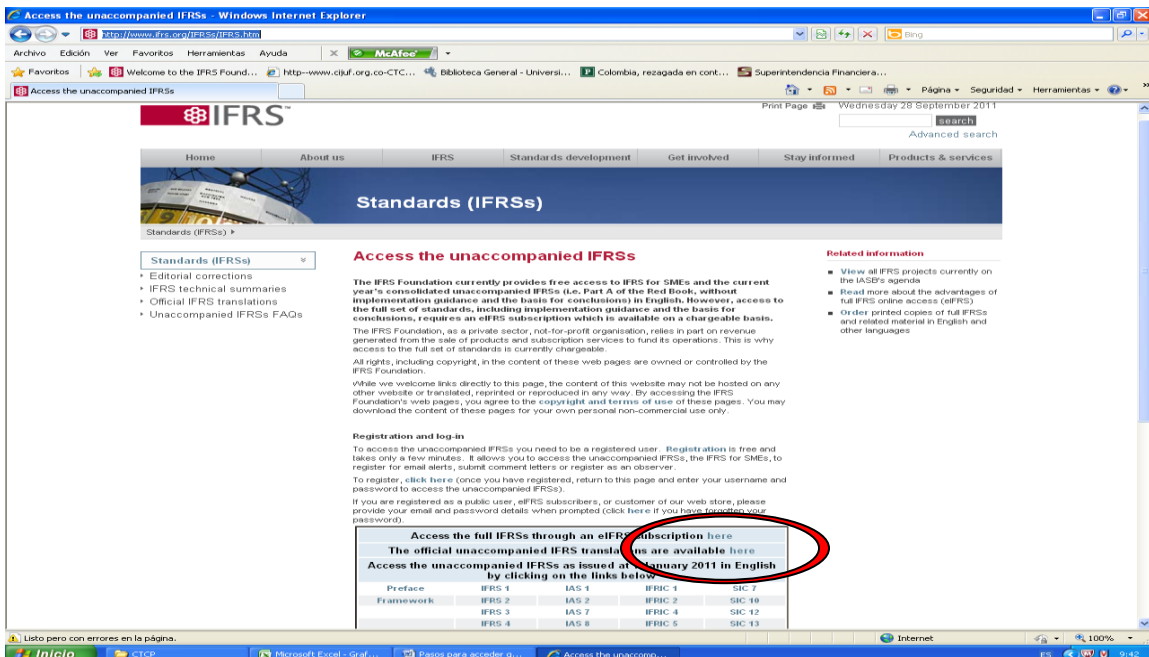 Access the unaccompanied IFRSs - Windows Internet Explorer
http://www.ifrs.org/IFRSs/IFRS.htm
Bing
Archivo Edición Ver Favoritos Herramientas Ayuda
McAfee
Favoritos
Welcome to the IFRS Found...
http--www.cijuf.org.co-CTC...
Biblioteca General - Universi...
Colombia, rezagada en cont...
Superintendencia Financiera...
Access the unaccompanied IFRSs
Página Seguridad Herramientas
IFRS™
Print Page
Wednesday 28 September 2011
search
Advanced search
Home About us IFRS Standards development Get involved Stay informed Products & services
Standards (IFRSs)
Standards (IFRSs)
Standards (IFRSs)
Editorial corrections
IFRS technical summaries
Official IFRS translations
Unaccompanied IFRSs FAQs
Access the unaccompanied IFRSs
The IFRS Foundation currently provides free access to IFRS for SMEs and the current
year's consolidated unaccompanied IFRSs (i.e. Part A of the Red Book, without
implementation guidance and the basis for conclusions) in English. However, access to
the full set of standards, including implementation guidance and the basis for
conclusions, requires an eIFRS subscription which is available on a chargeable basis.
The IFRS Foundation, as a private sector, not-for-profit organisation, relies in part on revenue
generated from the sale of products and subscription services to fund its operations. This is why
access to the full set of standards is currently chargeable.
All rights, including copyright, in the content of these web pages are owned or controlled by the
IFRS Foundation.
While we welcome links directly to this page, the content of this website may not be hosted on any
other website or translated, reprinted or reproduced in any way. By accessing the IFRS
Foundation's web pages, you agree to the copyright and terms of use of these pages. You may
download the content of these pages for your own personal non-commercial use only.
Registration and log-in
To access the unaccompanied IFRSs you need to be a registered user. Registration is free and
takes only a few minutes. It allows you to access the unaccompanied IFRSs, the IFRS for SMEs, to
register for email alerts, submit comment letters or register as an observer.
To register, click here (once you have registered, return to this page and enter your username and
password to access the unaccompanied IFRSs).
If you are registered as a public user, eIFRS subscribers, or customer of our web store, please
provide your email and password details when prompted (click here if you have forgotten your
password).
Access the full IFRSs through an eIFRS subscription here
The official unaccompanied IFRS translations are available here
Access the unaccompanied IFRSs as issued at 1 January 2011 in English
by clicking on the links below
Preface IFRS 1 IAS 1 IFRIC 1 SIC 7
Framework IFRS 2 IAS 2 IFRIC 2 SIC 10
IFRS 3 IAS 7 IFRIC 4 SIC 12
IFRS 4 IAS 8 IFRIC 5 SIC 13
Related information
View all IFRS projects currently on
the IASB's agenda
Read more about the advantages of
full IFRS online access (eIFRS)
Order printed copies of full IFRSs
and related material in English and
other languages
Listo pero con errores en la página.
Internet
100%
Inicio
CTCP
Microsoft Excel - Graf...
Pasos para acceder a...
Access the unaccomp...
ES
9:42